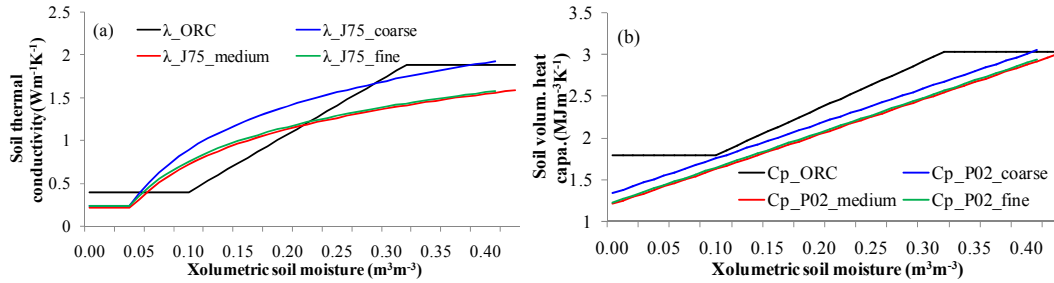 (a)
λ_ORC
λ_J75_coarse
λ_J75_medium
λ_J75_fine
Soil thermal
conductivity(Wm⁻¹K⁻¹)
2.5
2
1.5
1
0.5
0
0.00 0.05 0.10 0.15 0.20 0.25 0.30 0.35 0.40
Xolumetric soil moisture (m³m⁻³)
(b)
Soil volum. heat
capa.(MJm⁻³K⁻¹)
3.5
3
2.5
2
1.5
1
Cp_ORC
Cp_P02_coarse
Cp_P02_medium
Cp_P02_fine
0.00 0.05 0.10 0.15 0.20 0.25 0.30 0.35 0.40
Xolumetric soil moisture (m³m⁻³)